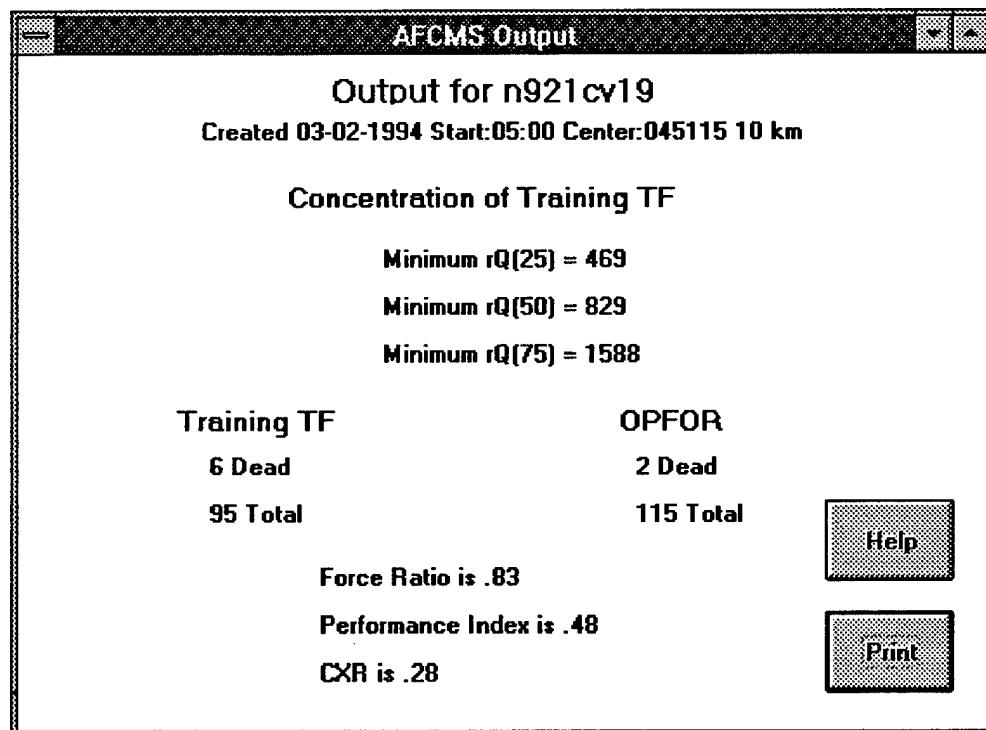 AFCMS Output
Output for n921cv19
Created 03-02-1994 Start:05:00 Center:045115 10 km
Concentration of Training TF
Minimum rQ(25) = 469
Minimum rQ(50) = 829
Minimum rQ(75) = 1588
Training TF OPFOR
6 Dead 2 Dead
95 Total 115 Total
Help
Force Ratio is .83
Performance Index is .48
Print
CXR is .28